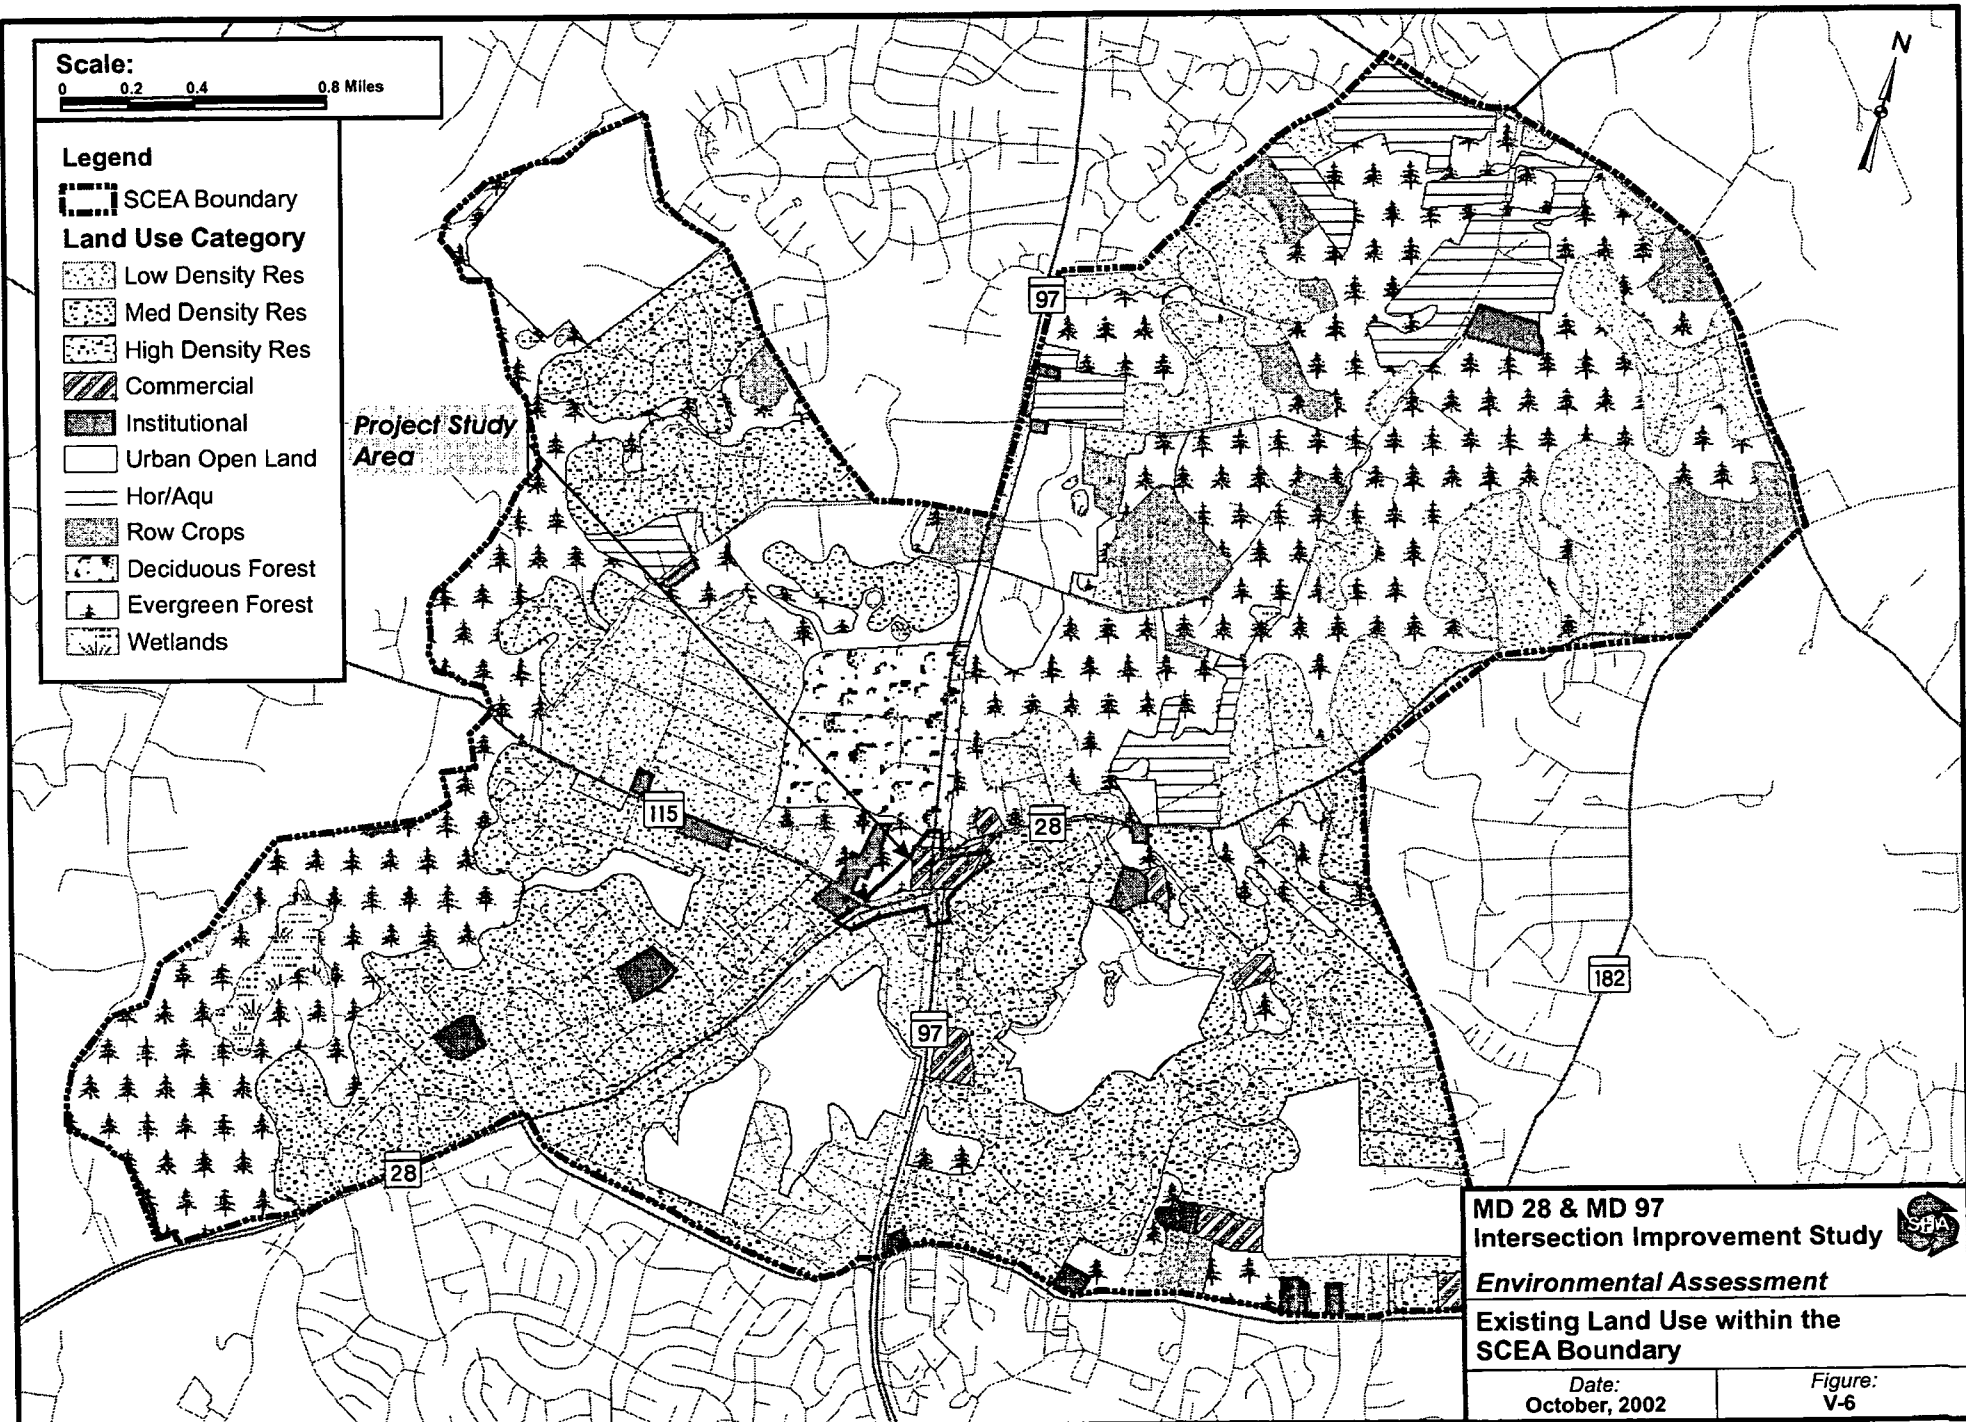 Scale:
0 0.2 0.4 0.8 Miles
Legend
SCEA Boundary
Land Use Category
Low Density Res
Med Density Res
High Density Res
Commercial
Institutional
Urban Open Land
Hor/Aqu
Row Crops
Deciduous Forest
Evergreen Forest
Wetlands
Project Study
Area
N
97
115
28
182
97
28
MD 28 & MD 97
Intersection Improvement Study
SHA
Environmental Assessment
Existing Land Use within the
SCEA Boundary
Date:
October, 2002
Figure:
V-6